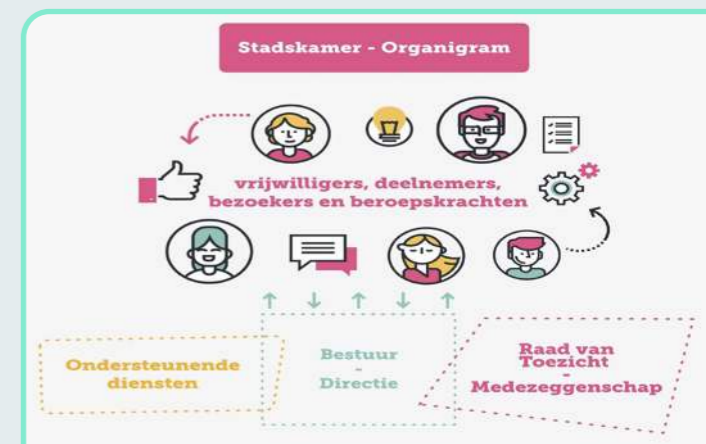 Stadskamer - Organigram
vrijwilligers, deelnemers,
bezoekers en beroepskrachten
Ondersteunende
diensten
Bestuur
-
Directie
Raad van
Toezicht
-
Medezeggenschap